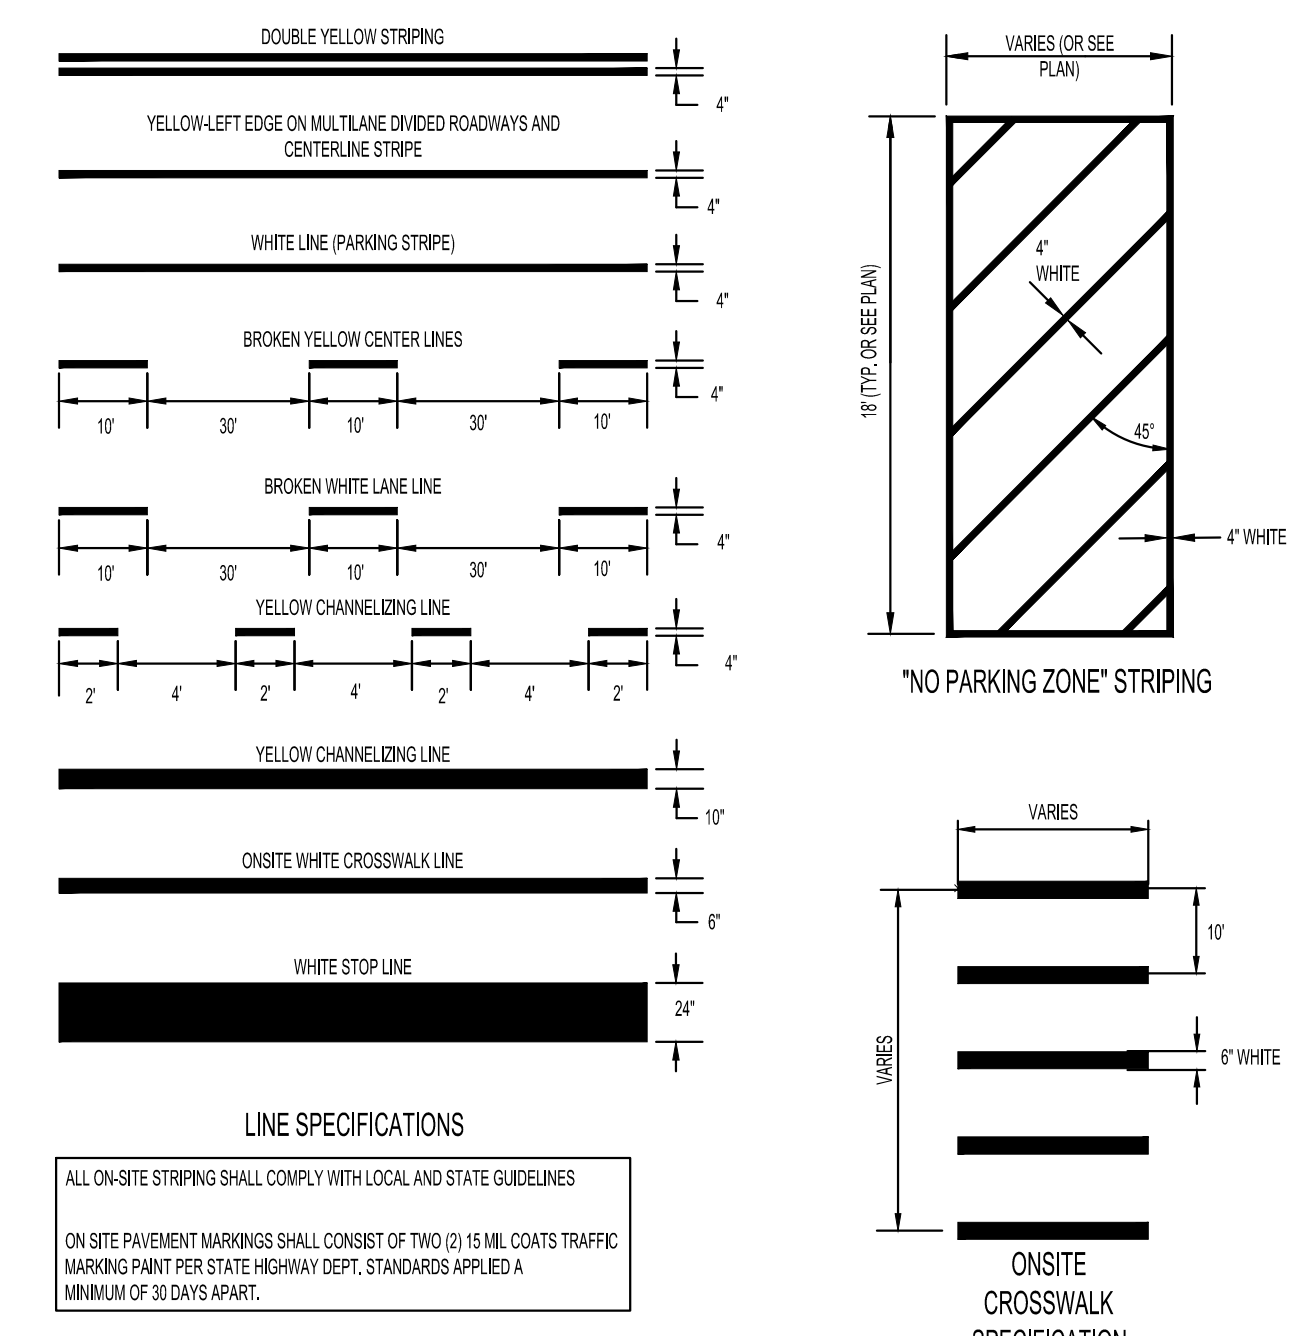 DOUBLE YELLOW STRIPING
4"
YELLOW-LEFT EDGE ON MULTILANE DIVIDED ROADWAYS AND
CENTERLINE STRIPE
4"
WHITE LINE (PARKING STRIPE)
4"
BROKEN YELLOW CENTER LINES
4"
10' 30' 10' 30' 10'
BROKEN WHITE LANE LINE
4"
10' 30' 10' 30' 10'
YELLOW CHANNELIZING LINE
4"
2' 4' 2' 4' 2' 4' 2'
YELLOW CHANNELIZING LINE
10"
ONSITE WHITE CROSSWALK LINE
6"
WHITE STOP LINE
24"
LINE SPECIFICATIONS
ALL ON-SITE STRIPING SHALL COMPLY WITH LOCAL AND STATE GUIDELINES
ON SITE PAVEMENT MARKINGS SHALL CONSIST OF TWO (2) 15 MIL COATS TRAFFIC
MARKING PAINT PER STATE HIGHWAY DEPT. STANDARDS APPLIED A
MINIMUM OF 30 DAYS APART.
VARIES (OR SEE
PLAN)
18' (TYP. OR SEE PLAN)
4"
WHITE
45°
4" WHITE
"NO PARKING ZONE" STRIPING
VARIES
10'
VARIES
6" WHITE
ONSITE
CROSSWALK
SPECIFICATION